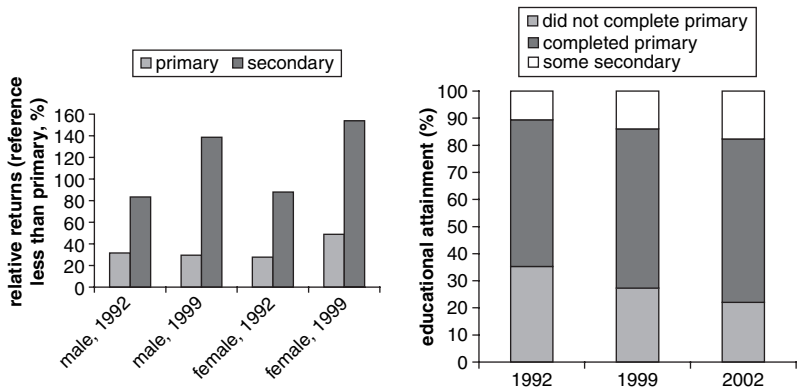 primary secondary
relative returns (reference
less than primary, %)
160
140
120
100
80
60
40
20
0
male, 1992
male, 1999
female, 1992
female, 1999
did not complete primary
completed primary
some secondary
educational attainment (%)
100
90
80
70
60
50
40
30
20
10
0
1992 1999 2002